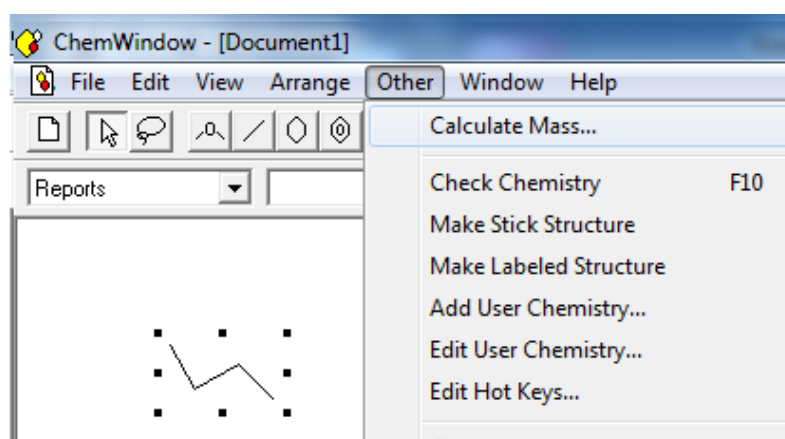 ChemWindow - [Document1]
File Edit View Arrange Other Window Help
Calculate Mass...
Reports
Check Chemistry F10
Make Stick Structure
Make Labeled Structure
Add User Chemistry...
Edit User Chemistry...
Edit Hot Keys...